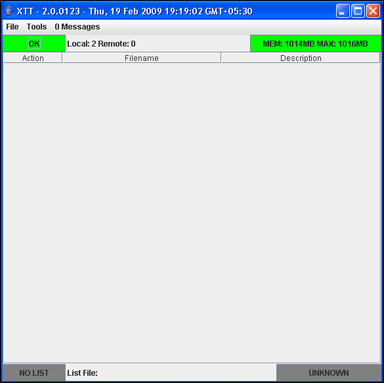 XTT - 2.0.0123 - Thu, 19 Feb 2009 19:19:02 GMT+05:30
File Tools 0 Messages
OK Local: 2 Remote: 0 MEM: 1014MB MAX: 1016MB
Action Filename Description
NO LIST List File: UNKNOWN